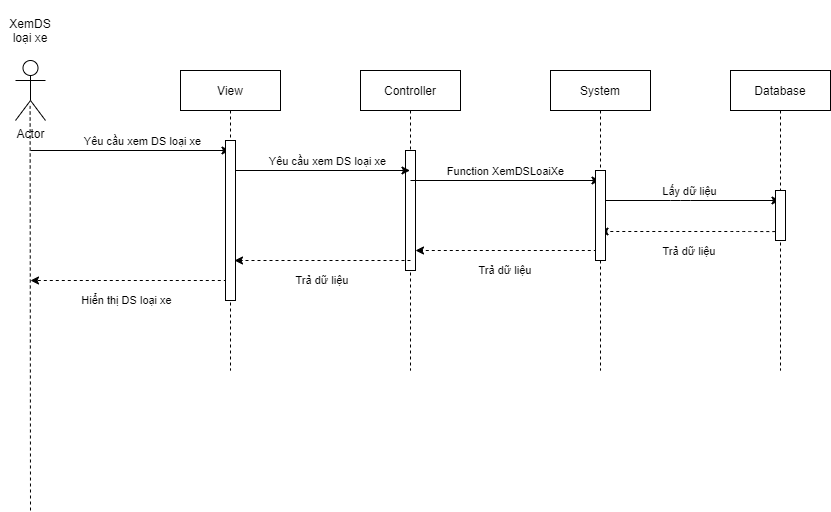 XemDS
loại xe
View
Controller
System
Database
Actor
Yêu cầu xem DS loại xe
Yêu cầu xem DS loại xe
Function XemDSLoaiXe
Lấy dữ liệu
Trả dữ liệu
Trả dữ liệu
Trả dữ liệu
Hiển thị DS loại xe